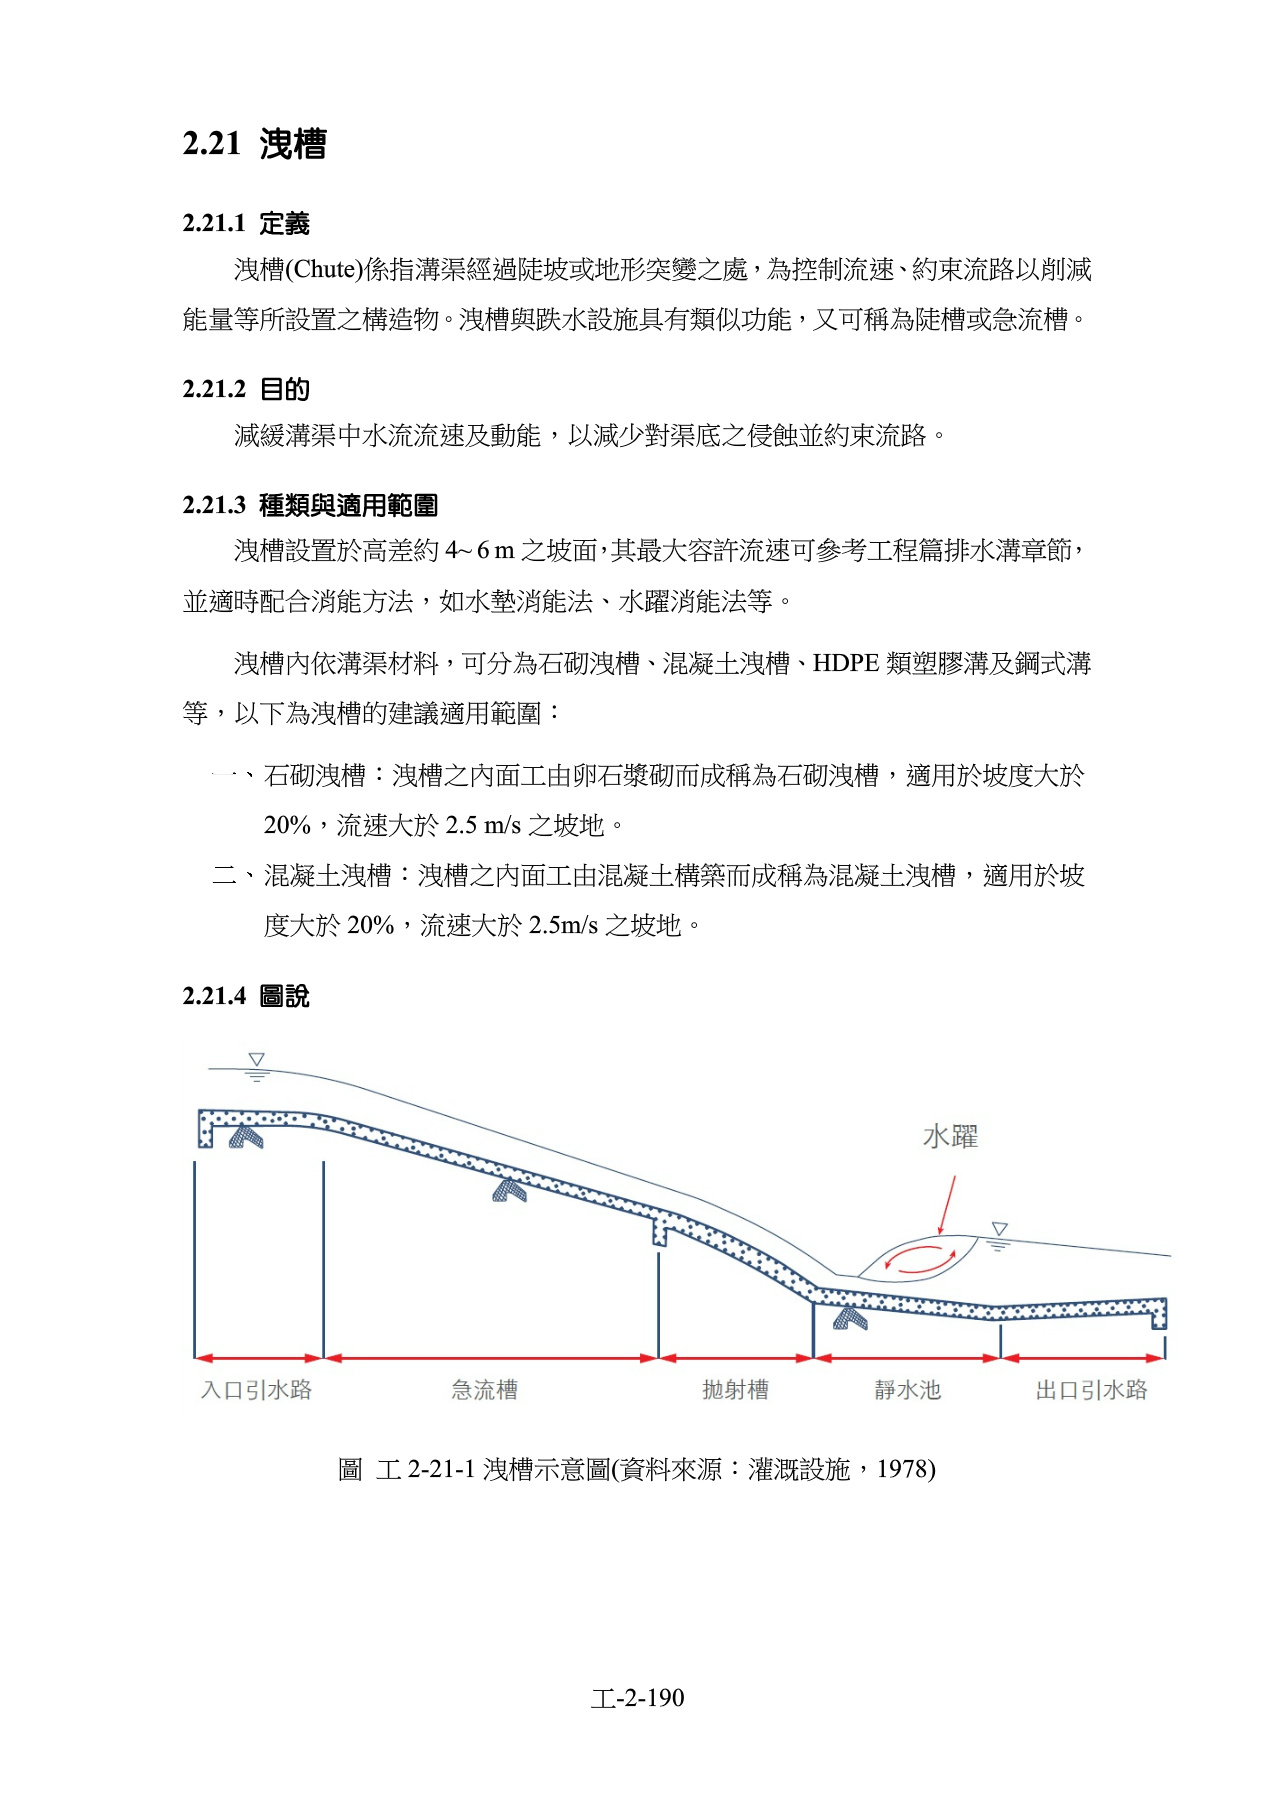 2.21 洩槽
2.21.1 定義
洩槽(Chute)係指溝渠經過陡坡或地形突變之處，為控制流速、約束流路以削減
能量等所設置之構造物。洩槽與跌水設施具有類似功能，又可稱為陡槽或急流槽。
2.21.2 目的
減緩溝渠中水流流速及動能，以減少對渠底之侵蝕並約束流路。
2.21.3 種類與適用範圍
洩槽設置於高差約 4~ 6 m 之坡面，其最大容許流速可參考工程篇排水溝章節，
並適時配合消能方法，如水墊消能法、水躍消能法等。
洩槽內依溝渠材料，可分為石砌洩槽、混凝土洩槽、HDPE 類塑膠溝及鋼式溝
等，以下為洩槽的建議適用範圍：
一、石砌洩槽：洩槽之內面工由卵石漿砌而成稱為石砌洩槽，適用於坡度大於
20%，流速大於 2.5 m/s 之坡地。
二、混凝土洩槽：洩槽之內面工由混凝土構築而成稱為混凝土洩槽，適用於坡
度大於 20%，流速大於 2.5m/s 之坡地。
2.21.4 圖說
水躍
入口引水路 急流槽 拋射槽 靜水池 出口引水路
圖 工 2-21-1 洩槽示意圖(資料來源：灌溉設施，1978)
工-2-190